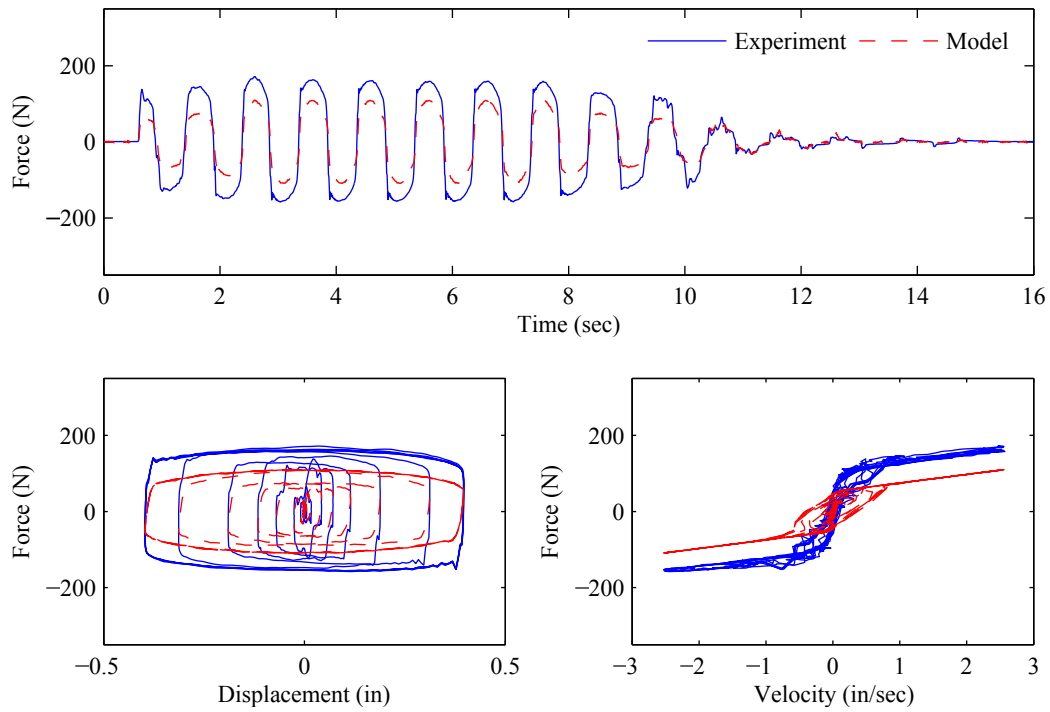 Experiment
Model
200
0
−200
Force (N)
0 2 4 6 8 10 12 14 16
Time (sec)
200
0
−200
Force (N)
−0.5 0 0.5
Displacement (in)
200
0
−200
Force (N)
−3 −2 −1 0 1 2 3
Velocity (in/sec)